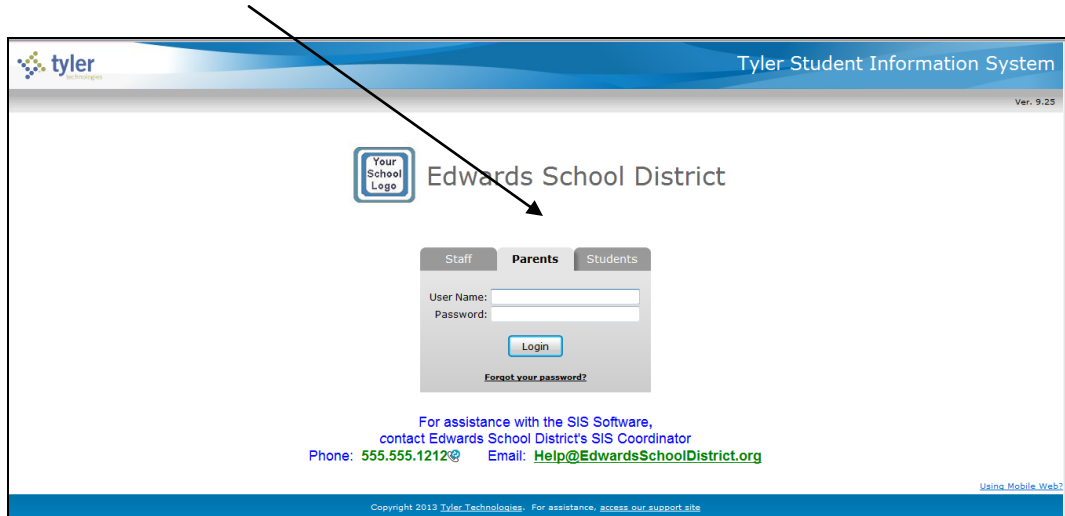 tyler
technologies
Tyler Student Information System
Ver. 9.25
Your
School
Logo
Edwards School District
Staff Parents Students
User Name:
Password:
Login
Forgot your password?
For assistance with the SIS Software,
contact Edwards School District's SIS Coordinator
Phone: 555.555.1212 Email: Help@EdwardsSchoolDistrict.org
Using Mobile Web?
Copyright 2013 Tyler Technologies. For assistance, access our support site